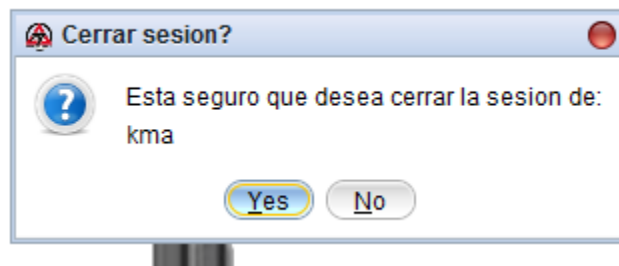 Cerrar sesion?
Esta seguro que desea cerrar la sesion de:
kma
Yes
No